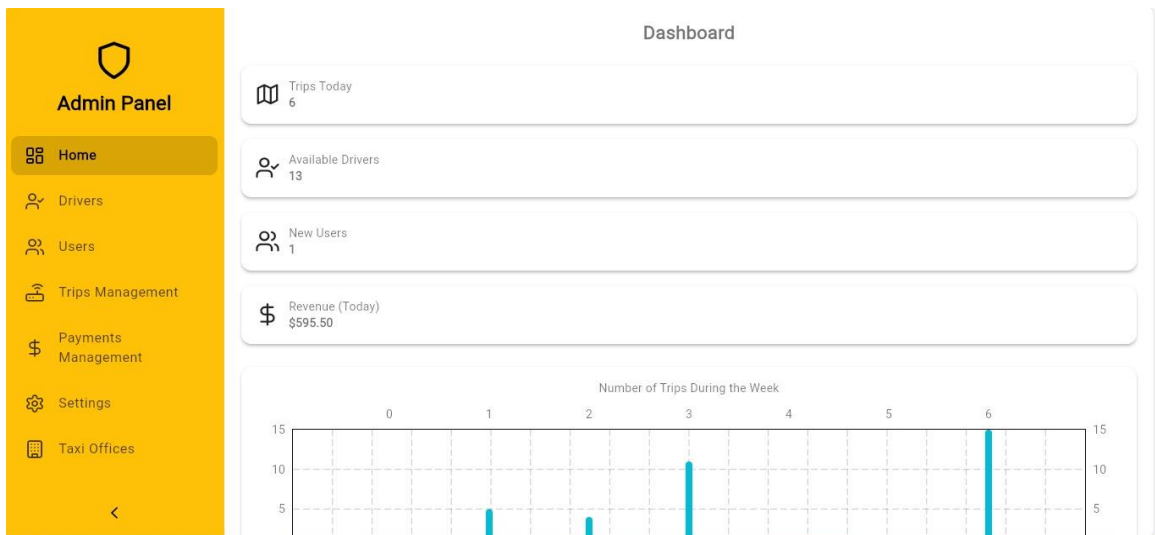 Admin Panel
Home
Drivers
Users
Trips Management
Payments
Management
Settings
Taxi Offices
Dashboard
Trips Today
6
Available Drivers
13
New Users
1
Revenue (Today)
$595.50
Number of Trips During the Week
0 1 2 3 4 5 6
15 15
10 10
5 5